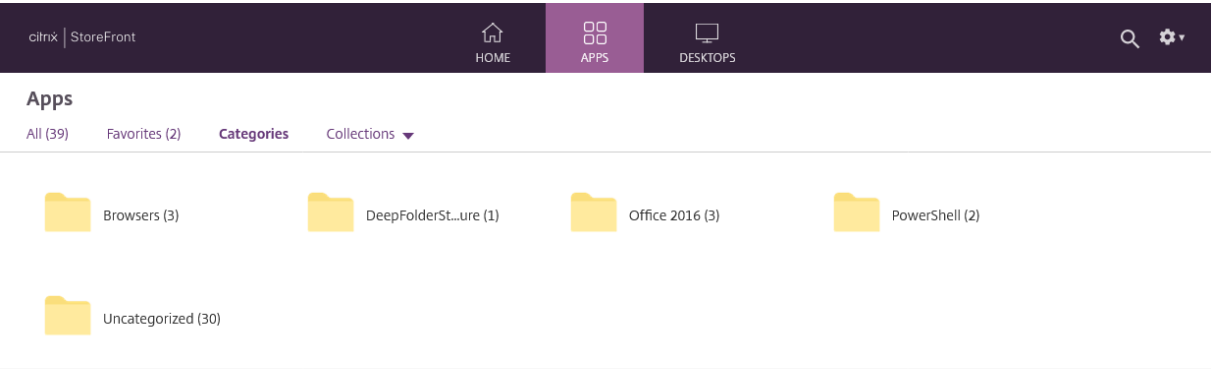 citrix | StoreFront
HOME
APPS
DESKTOPS
Apps
All (39) Favorites (2) Categories Collections
Browsers (3) DeepFolderSt...ure (1) Office 2016 (3) PowerShell (2)
Uncategorized (30)